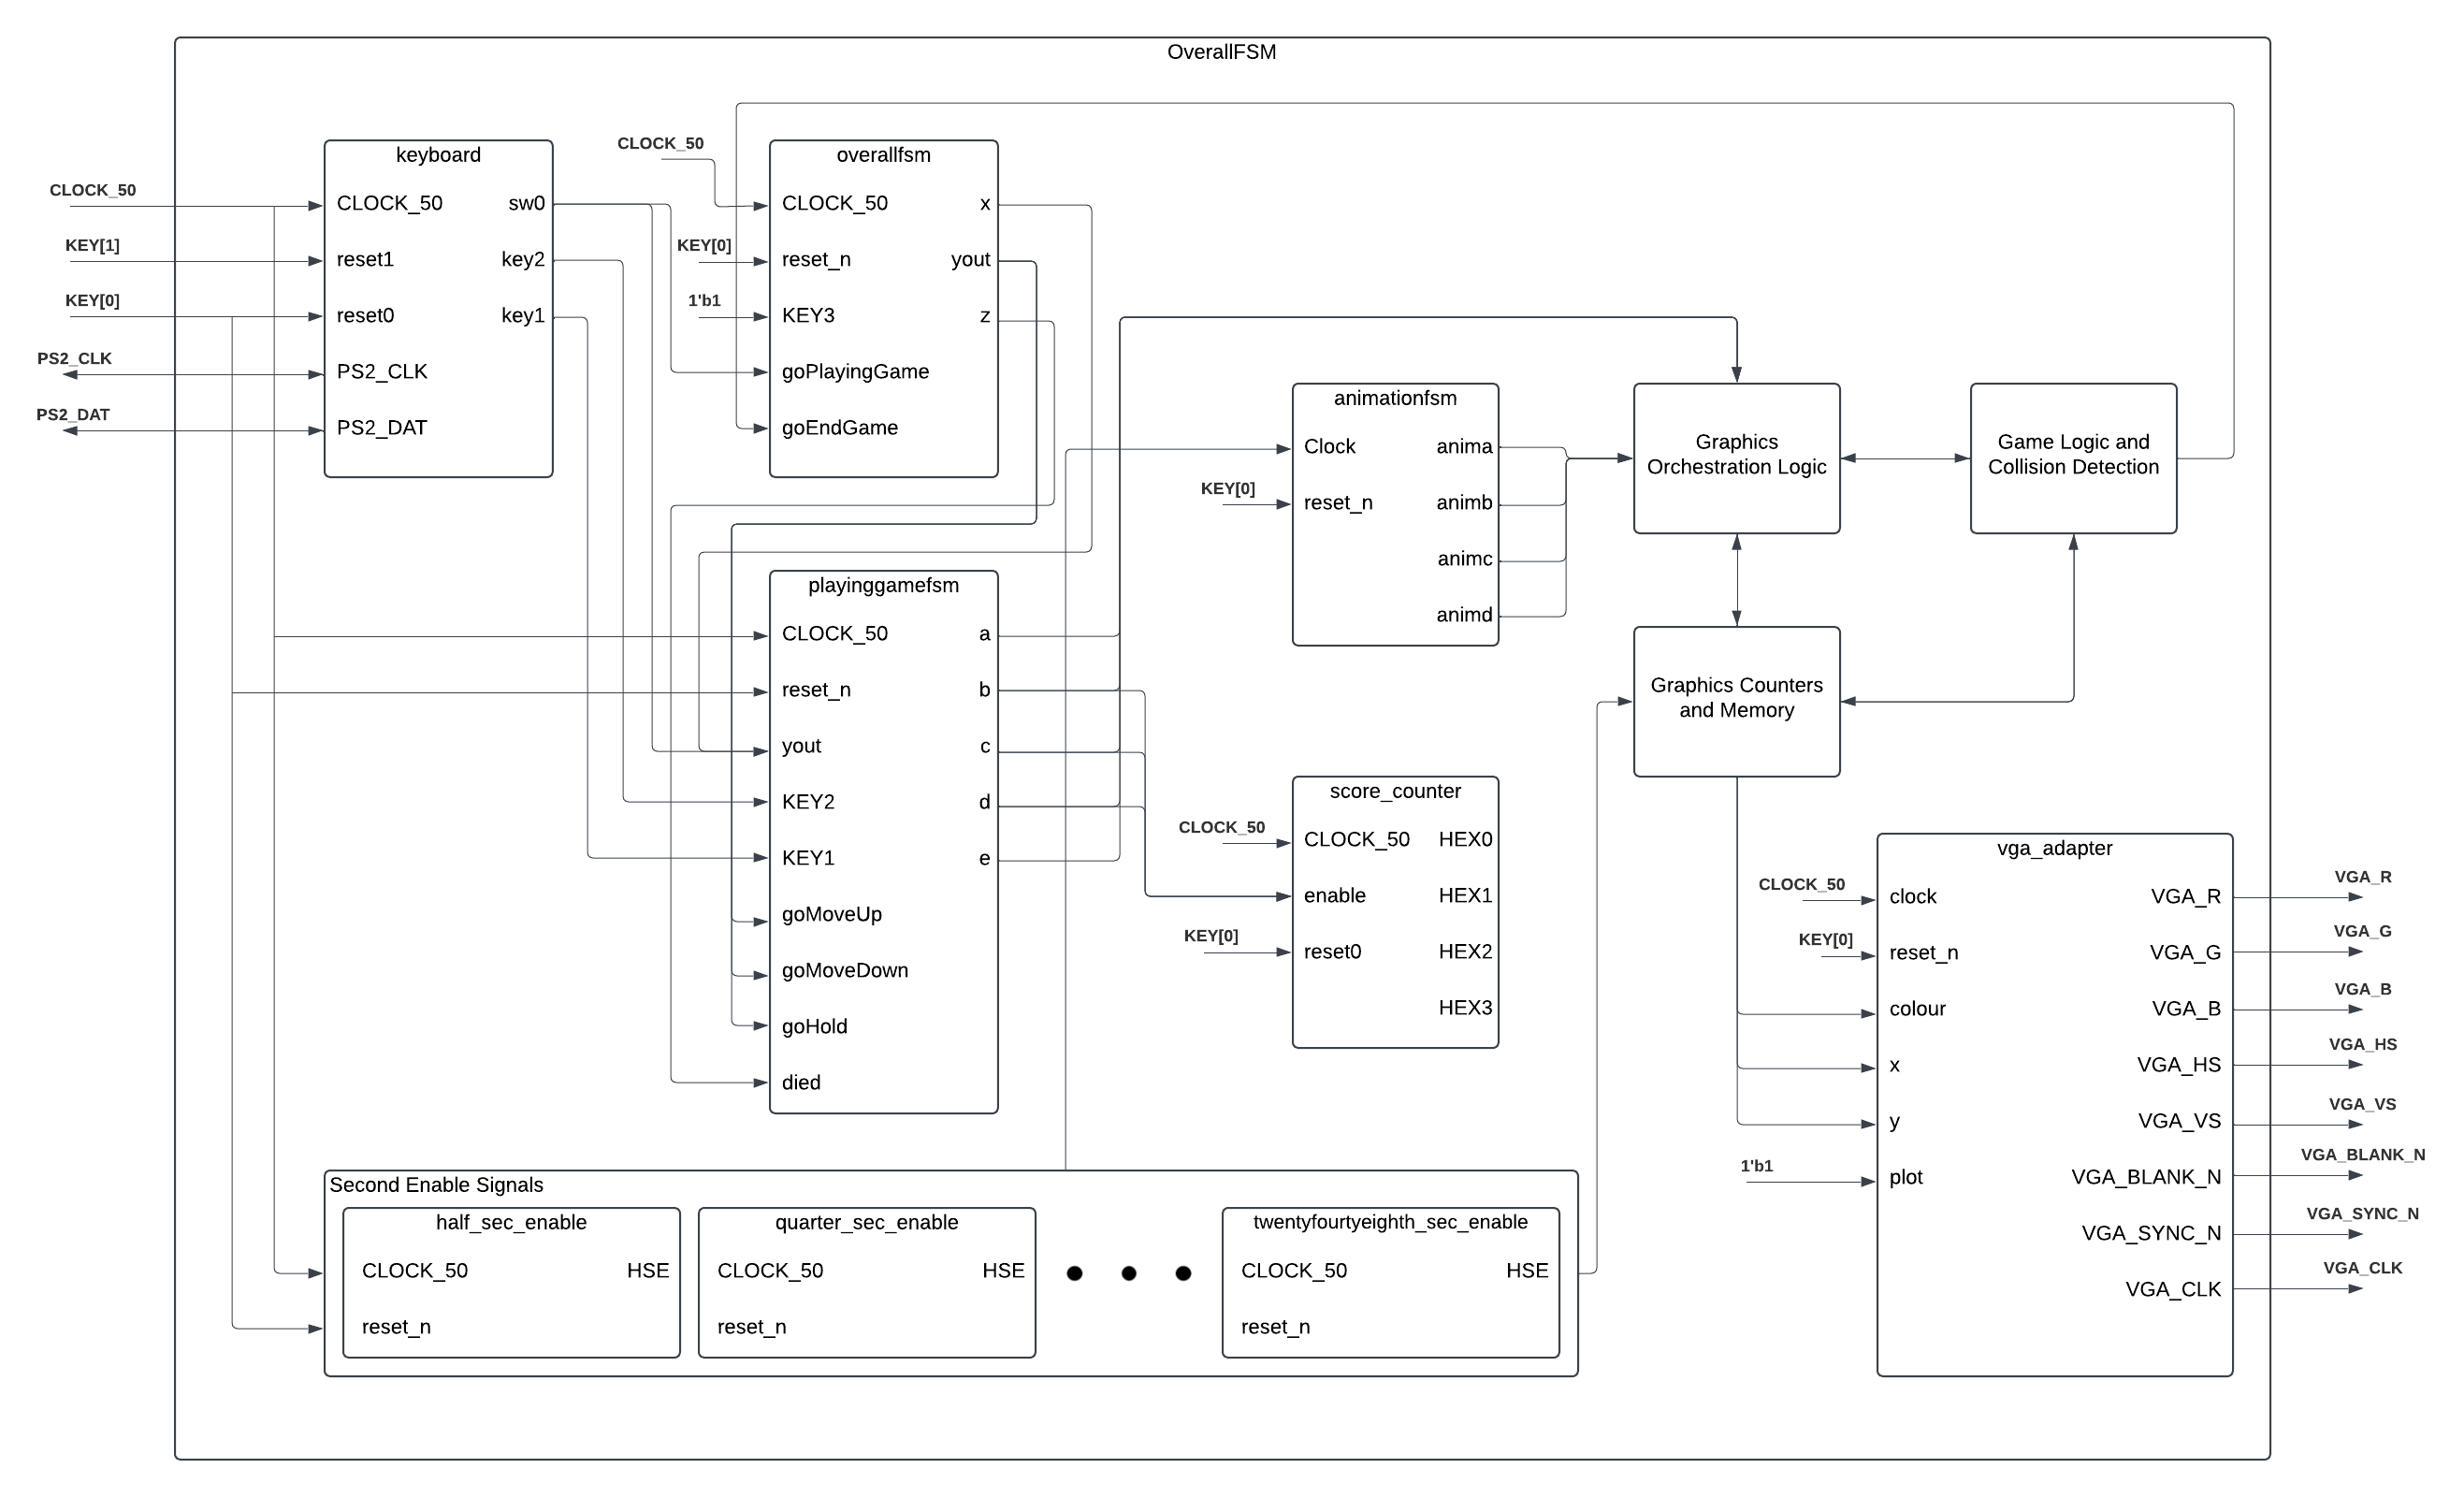 OverallFSM
CLOCK_50
KEY[1]
KEY[0]
PS2_CLK
PS2_DAT
keyboard
CLOCK_50
sw0
reset1
key2
reset0
key1
PS2_CLK
PS2_DAT
CLOCK_50
KEY[0]
1'b1
overallfsm
CLOCK_50
x
reset_n
yout
KEY3
z
goPlayingGame
goEndGame
playinggamefsm
CLOCK_50
a
reset_n
b
yout
c
KEY2
d
KEY1
e
goMoveUp
goMoveDown
goHold
died
KEY[0]
animationfsm
Clock
anima
reset_n
animb
animc
animd
Graphics
Orchestration Logic
Game Logic and
Collision Detection
Graphics Counters
and Memory
CLOCK_50
KEY[0]
score_counter
CLOCK_50
HEX0
enable
HEX1
reset0
HEX2
HEX3
CLOCK_50
KEY[0]
1'b1
vga_adapter
clock
VGA_R
reset_n
VGA_G
colour
VGA_B
x
VGA_HS
y
VGA_VS
plot
VGA_BLANK_N
VGA_SYNC_N
VGA_CLK
VGA_R
VGA_G
VGA_B
VGA_HS
VGA_VS
VGA_BLANK_N
VGA_SYNC_N
VGA_CLK
Second Enable Signals
half_sec_enable
CLOCK_50
HSE
reset_n
quarter_sec_enable
CLOCK_50
HSE
reset_n
twentyfourtyeighth_sec_enable
CLOCK_50
HSE
reset_n